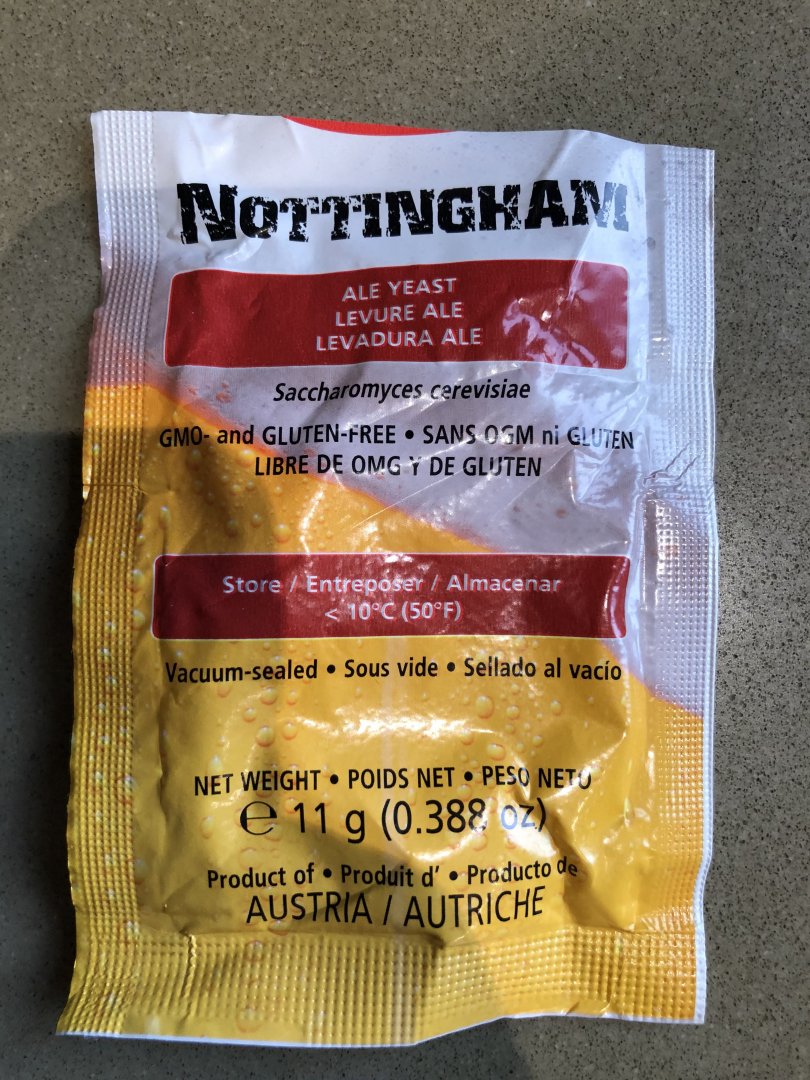 NOTTINGHAM
ALE YEAST
LEVURE ALE
LEVADURA ALE
Saccharomyces cerevisiae
GMO- and GLUTEN-FREE • SANS OGM ni GLUTEN
LIBRE DE OMG Y DE GLUTEN
Store / Entreposer / Almacenar
< 10°C (50°F)
Vacuum-sealed • Sous vide • Sellado al vacío
NET WEIGHT • POIDS NET • PESO NETO
℮ 11 g (0.388 oz)
Product of • Produit d' • Producto de
AUSTRIA / AUTRICHE